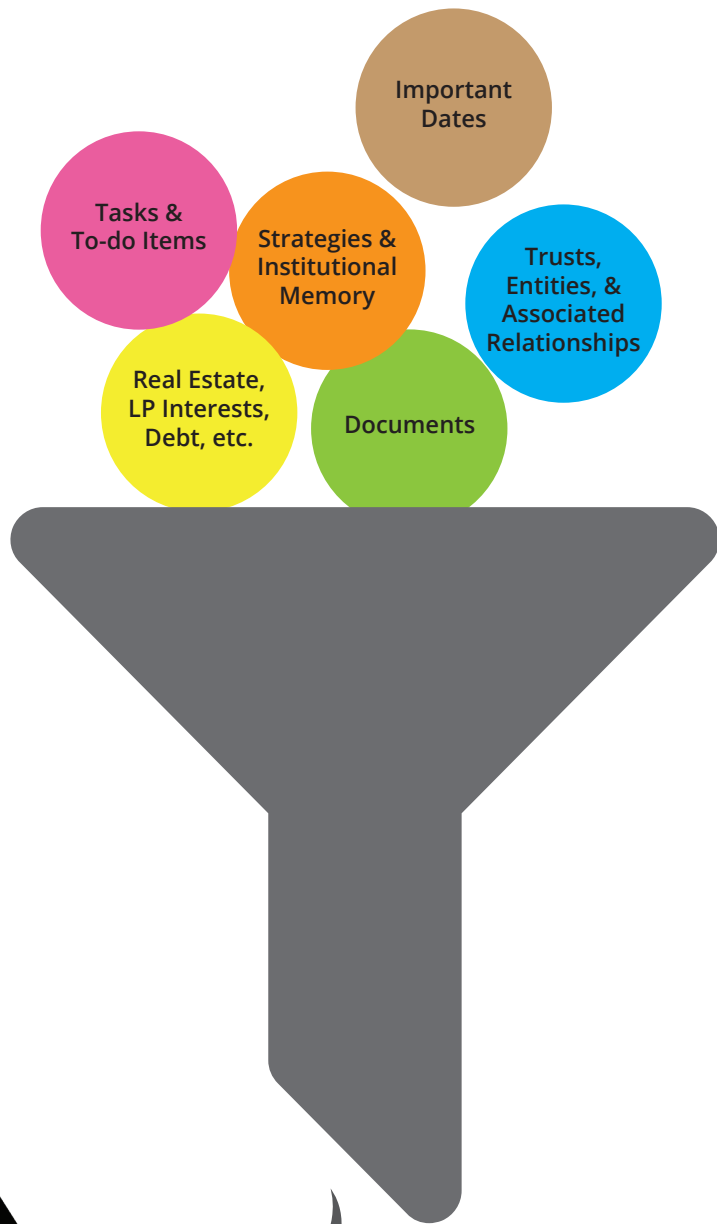 Important
Dates
Tasks &
To-do Items
Strategies &
Institutional
Memory
Trusts,
Entities, &
Associated
Relationships
Real Estate,
LP Interests,
Debt, etc.
Documents